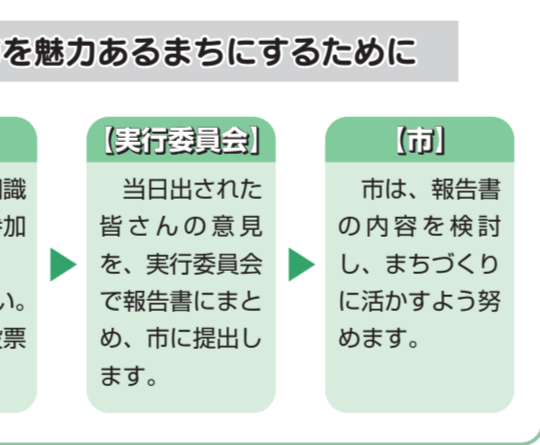 を魅力あるまちにするために
識
加
い。
票
【実行委員会】
当日出された
皆さんの意見
を、実行委員会
で報告書にまと
め、市に提出し
ます。
【市】
市は、報告書
の内容を検討
し、まちづくり
に活かすよう努
めます。